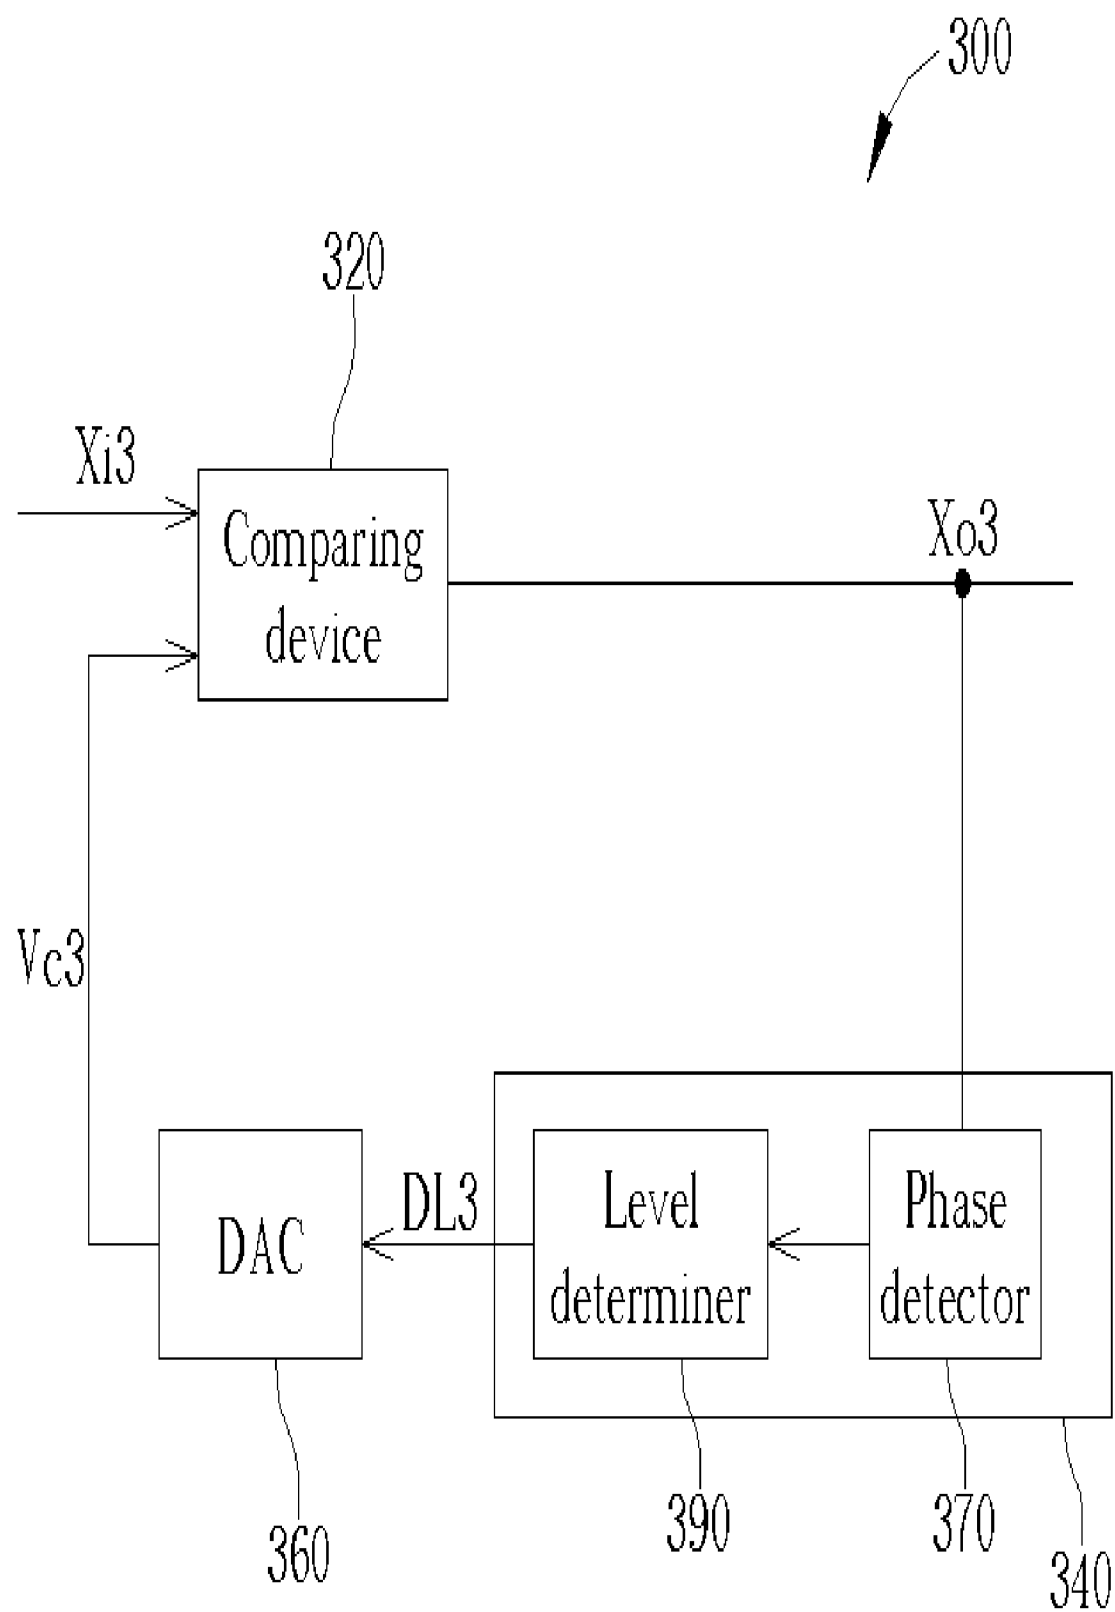 300
320
Xi3
Comparing
device
Xo3
Vc3
DAC
DL3
Level
determiner
Phase
detector
360
390
370
340